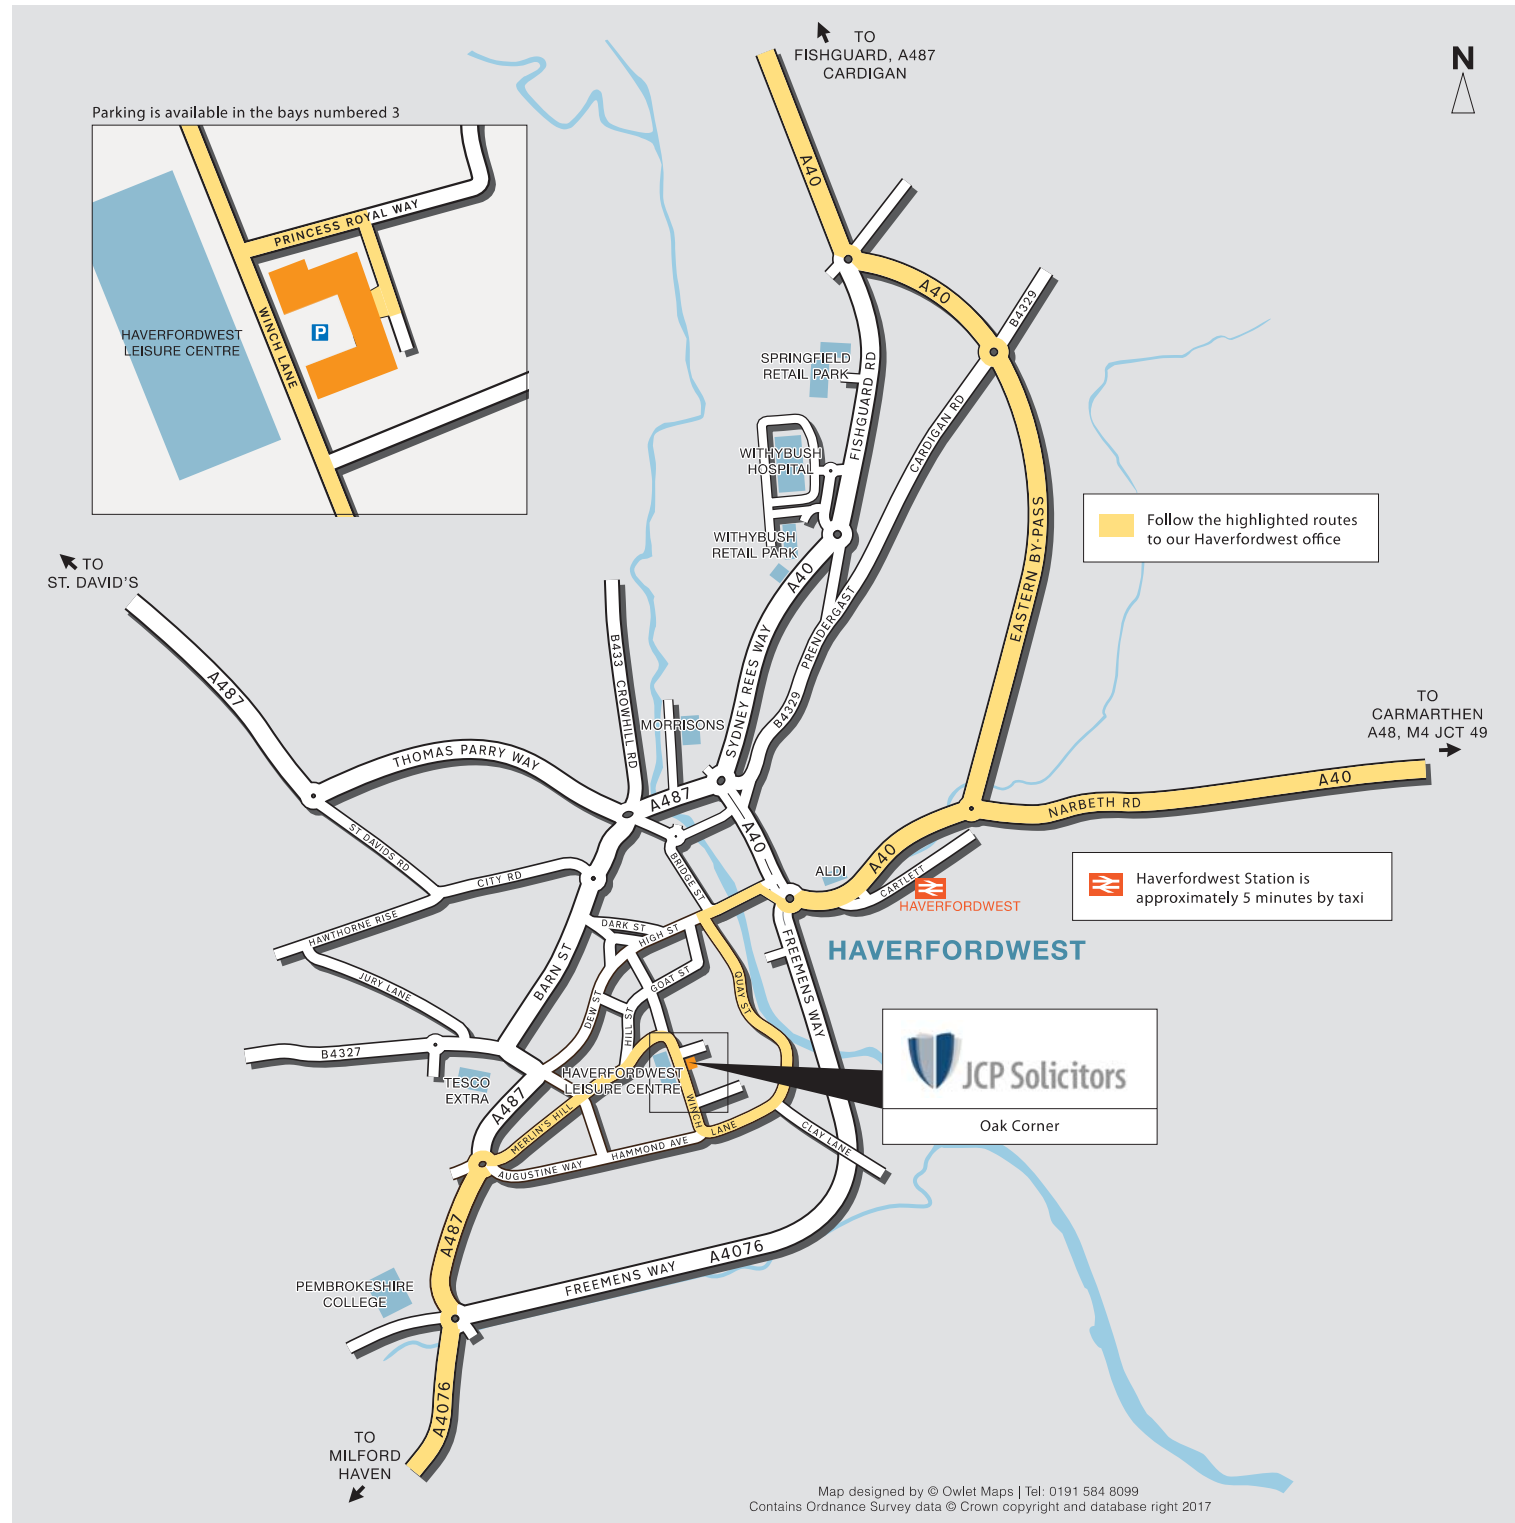 TO
FISHGUARD, A487
CARDIGAN
N
Parking is available in the bays numbered 3
PRINCESS ROYAL WAY
WINCH LANE
HAVERFORDWEST
LEISURE CENTRE
P
A40
A40
B4329
SPRINGFIELD
RETAIL PARK
FISHGUARD RD
CARDIGAN RD
WITHYBUSH
HOSPITAL
WITHYBUSH
RETAIL PARK
A40
EASTERN BY-PASS
Follow the highlighted routes
to our Haverfordwest office
TO
ST. DAVID'S
A487
B433 CROWHILL RD
PRENDERGAST
B4329
SYDNEY REES WAY
MORRISONS
TO
CARMARTHEN
A48, M4 JCT 49
A40
NARBETH RD
THOMAS PARRY WAY
A487
A40
A40
ALDI
CARTLETT
HAVERFORDWEST
Haverfordwest Station is
approximately 5 minutes by taxi
ST DAVIDS RD
CITY RD
BRIDGE ST
HAWTHORNE RISE
DARK ST
HIGH ST
HAVERFORDWEST
JURY LANE
BARN ST
GOAT ST
QUAY ST
FREEMENS WAY
DEW ST
HILL ST
B4327
TESCO
EXTRA
HAVERFORDWEST
LEISURE CENTRE
JCP Solicitors
Oak Corner
A487
MERLIN'S HILL
WINCH
LANE
CLAY LANE
HAMMOND AVE
AUGUSTINE WAY
A487
FREEMENS WAY
A4076
PEMBROKESHIRE
COLLEGE
A4076
TO
MILFORD
HAVEN
Map designed by © Owlet Maps | Tel: 0191 584 8099
Contains Ordnance Survey data © Crown copyright and database right 2017